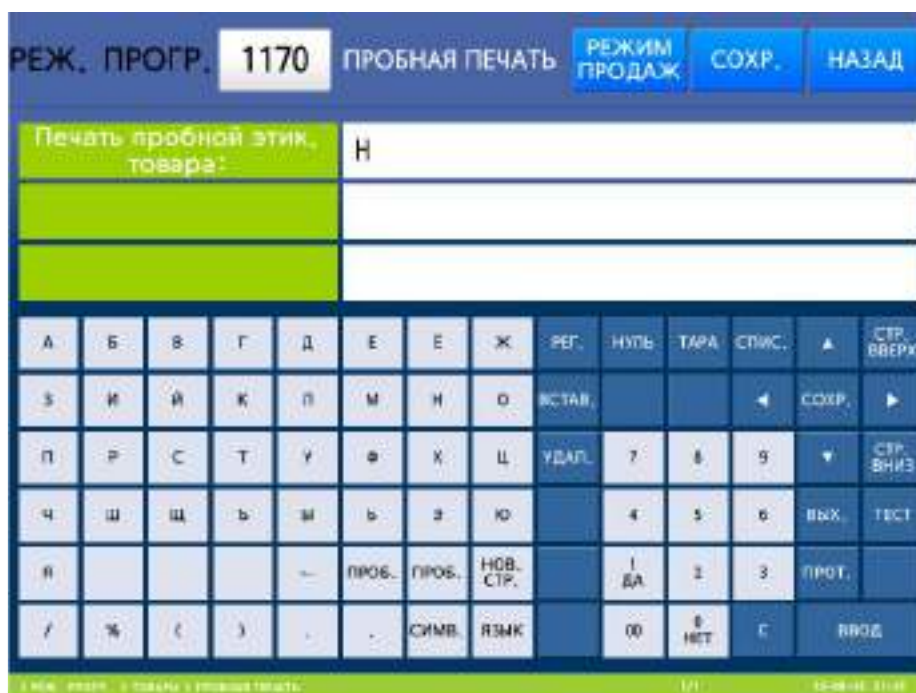 РЕЖ. ПРОГР. 1170 ПРОБНАЯ ПЕЧАТЬ РЕЖИМ ПРОДАЖ СОХР. НАЗАД
Печать пробной этик. товара: Н
А Б В Г Д Е Ё Ж РЕГ. НУЛЬ ТАРА СПИС. ▲ СТР. ВВЕРХ
З И Й К Л М Н О ВСТАВ. ◀ СОХР. ▶
П Р С Т У Ф Х Ц УДАЛ. 7 8 9 ▼ СТР. ВНИЗ
Ч Ш Щ Ъ Ы Ь Э Ю 4 5 6 ВЫХ. ТЕСТ
Я ПРОБ. ПРОБ. НОВ. СТР. 1 ДА 2 3 ПРОТ.
/ % ( ) СИМВ. ЯЗЫК 00 0 НЕТ С ВВОД
1/1